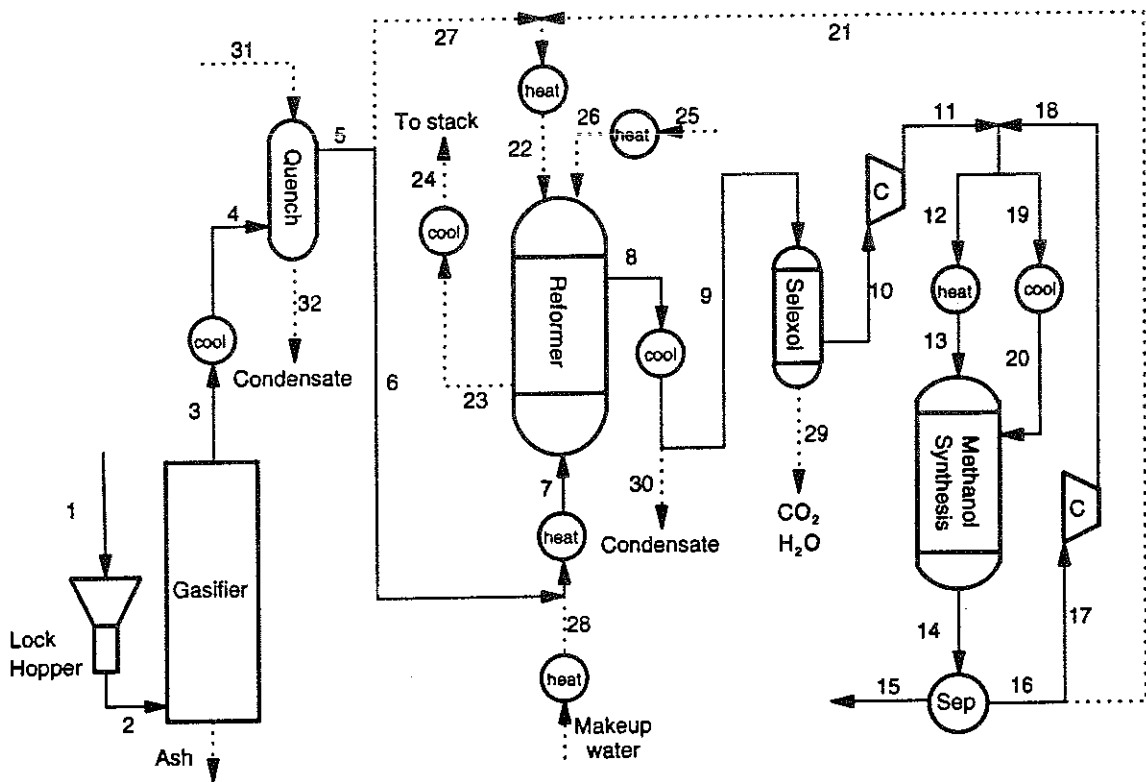 27
21
31
heat
26
25
11
18
To stack
heat
5
22
Quench
24
C
4
cool
12
19
8
9
10
heat
cool
Selexol
32
Reformer
cool
cool
13
20
Condensate
3
6
23
29
Methanol
Synthesis
7
30
C
1
CO₂
heat
Condensate
H₂O
Gasifier
28
14
17
Lock
Hopper
heat
15
Sep
16
2
Makeup
water
Ash